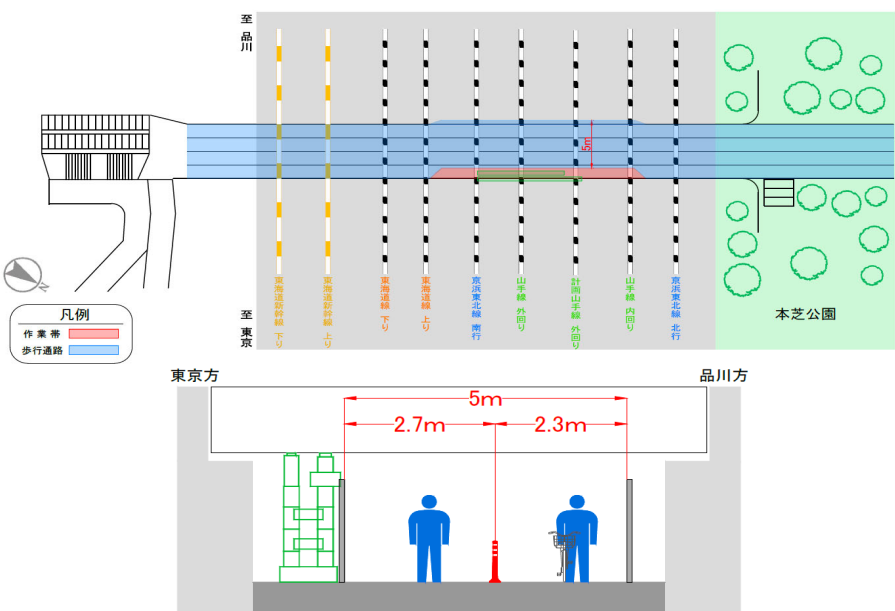 至 品川
5m
東海道新幹線 下り
東海道新幹線 上り
東海道線 下り
東海道線 上り
京浜東北線 南行
山手線 外回り
計画山手線 外回り
山手線 内回り
京浜東北線 北行
至 東京
本芝公園
N
凡例
作業帯
歩行通路
東京方
品川方
5m
2.7m
2.3m